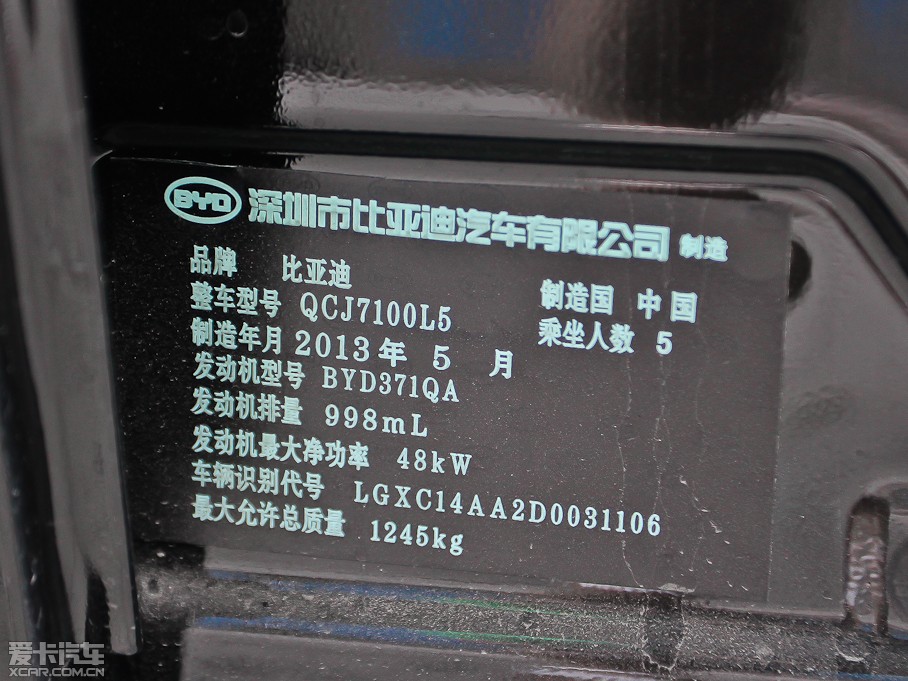 BYD 深圳市比亚迪汽车有限公司 制造
品牌 比亚迪 制造国 中国
整车型号 QCJ7100L5 乘坐人数 5
制造年月 2013年 5 月
发动机型号 BYD371QA
发动机排量 998mL
发动机最大净功率 48kW
车辆识别代号 LGXC14AA2D0031106
最大允许总质量 1245kg
爱卡汽车
XCAR.COM.CN